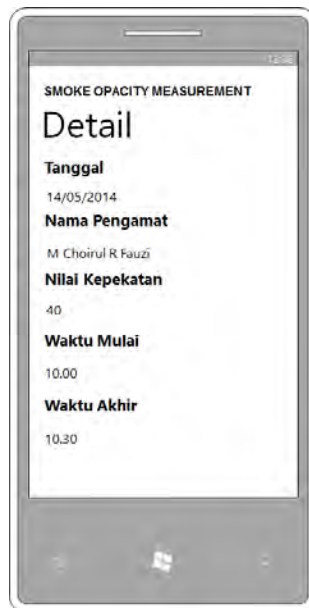 SMOKE OPACITY MEASUREMENT
Detail
Tanggal
14/05/2014
Nama Pengamat
M Choirul R Fauzi
Nilai Kepekatan
40
Waktu Mulai
10.00
Waktu Akhir
10.30